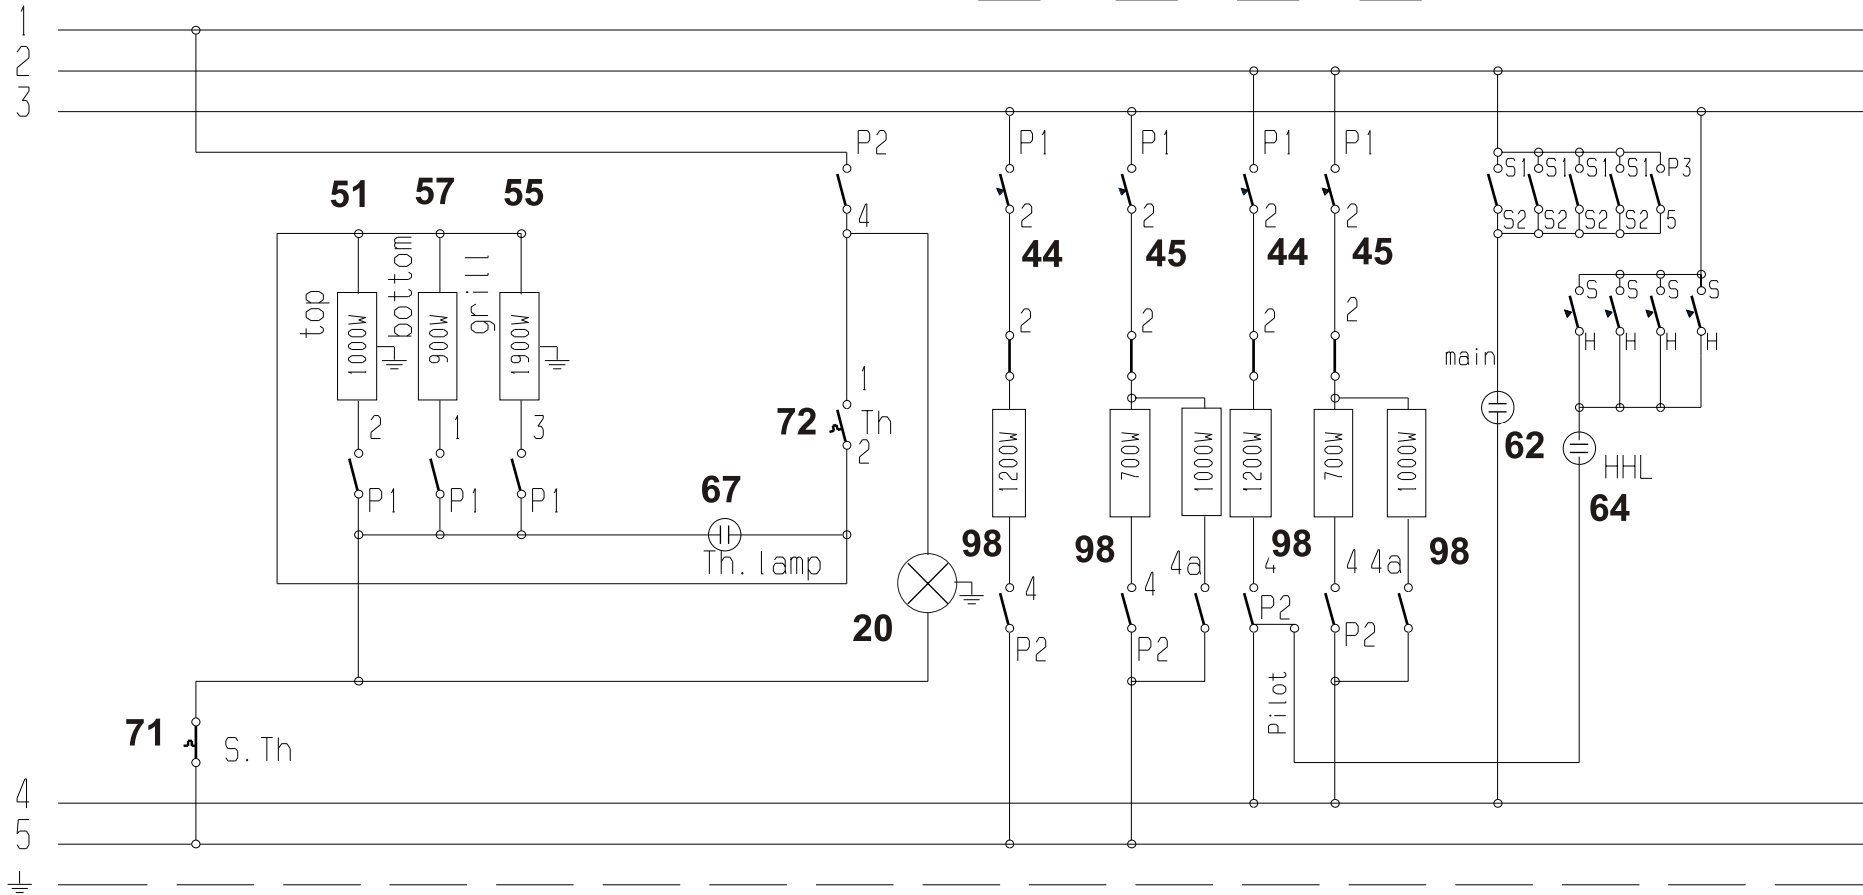 1
2
3
P2
P1 P1 P1 P1
S1 S1 S1 S1 P3
51 57 55
4
2 2 2 2
S2 S2 S2 S2 5
44 45 44 45
top bottom grill
S S S S
1000W 900W 1900W
2 2 2 2
H H H H
main
1
72 Th
2
2 1 3
62
1200W 700W 1000W 1200W 700W 1000W
HHL
64
P1 P1 P1
67
Th. lamp
98 98 98 98
4a 4 4 4a
4 4
P2
20
P2 P2 P2
Pilot
71 S. Th
4
5